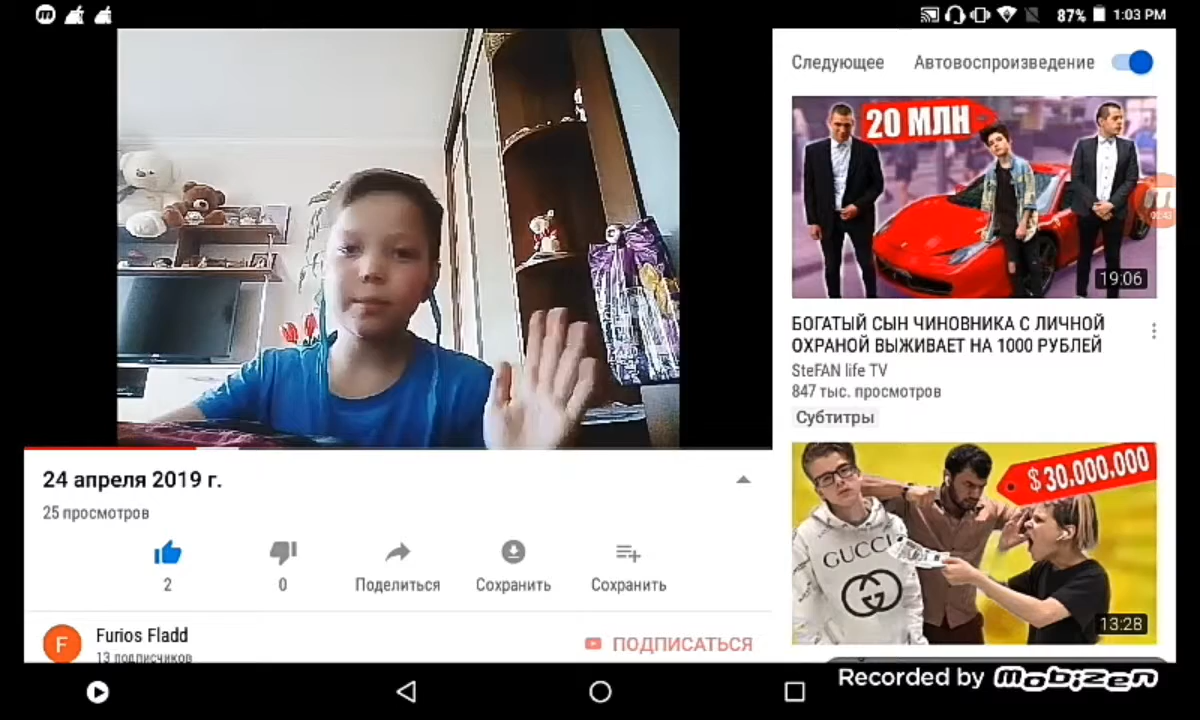 87% 1:03 PM
Следующее Автовоспроизведение
20 МЛН
00:43
19:06
БОГАТЫЙ СЫН ЧИНОВНИКА С ЛИЧНОЙ
ОХРАНОЙ ВЫЖИВАЕТ НА 1000 РУБЛЕЙ
SteFAN life TV
847 тыс. просмотров
Субтитры
$30.000.000
GUCCI
13:28
24 апреля 2019 г.
25 просмотров
2 0 Поделиться Сохранить Сохранить
F Furios Fladd ПОДПИСАТЬСЯ
13 подписчиков
Recorded by mobizen